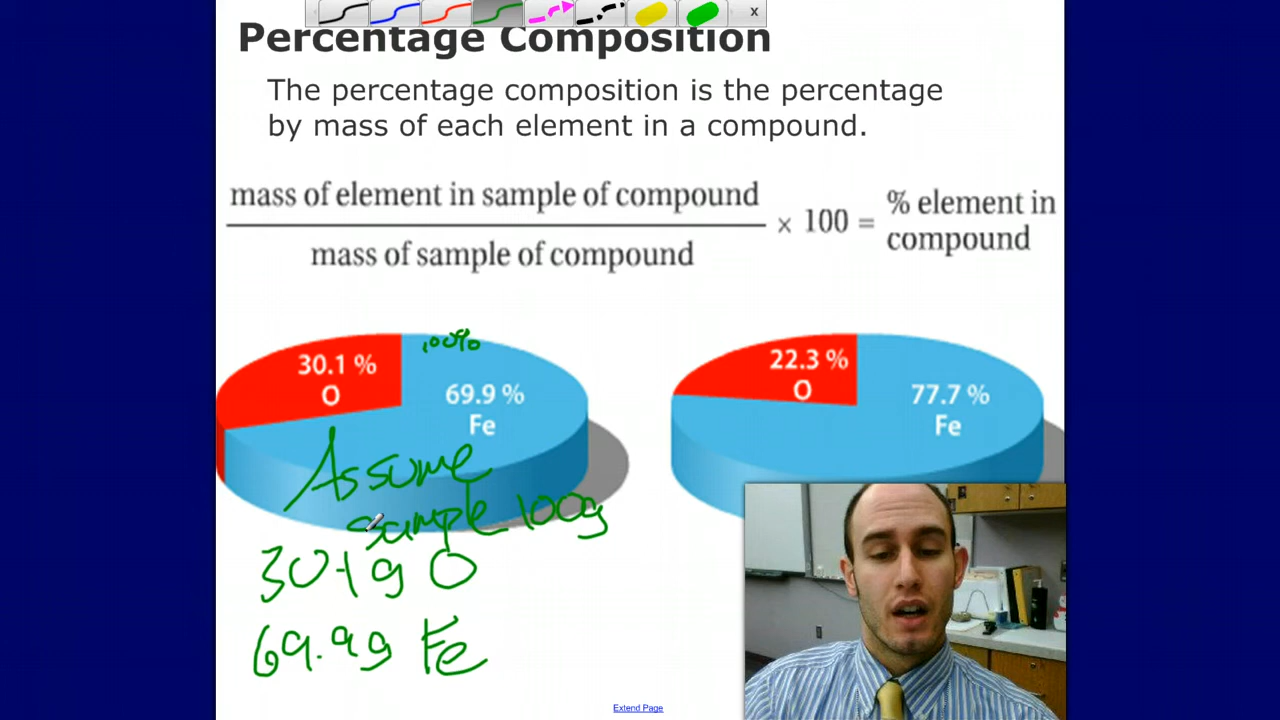 x
Percentage Composition
The percentage composition is the percentage
by mass of each element in a compound.
mass of element in sample of compound
mass of sample of compound
× 100 =
% element in
compound
30.1 %
O
100%
69.9 %
Fe
22.3 %
O
77.7 %
Fe
Assume
sample 100g
30.1g O
69.9g Fe
Extend Page